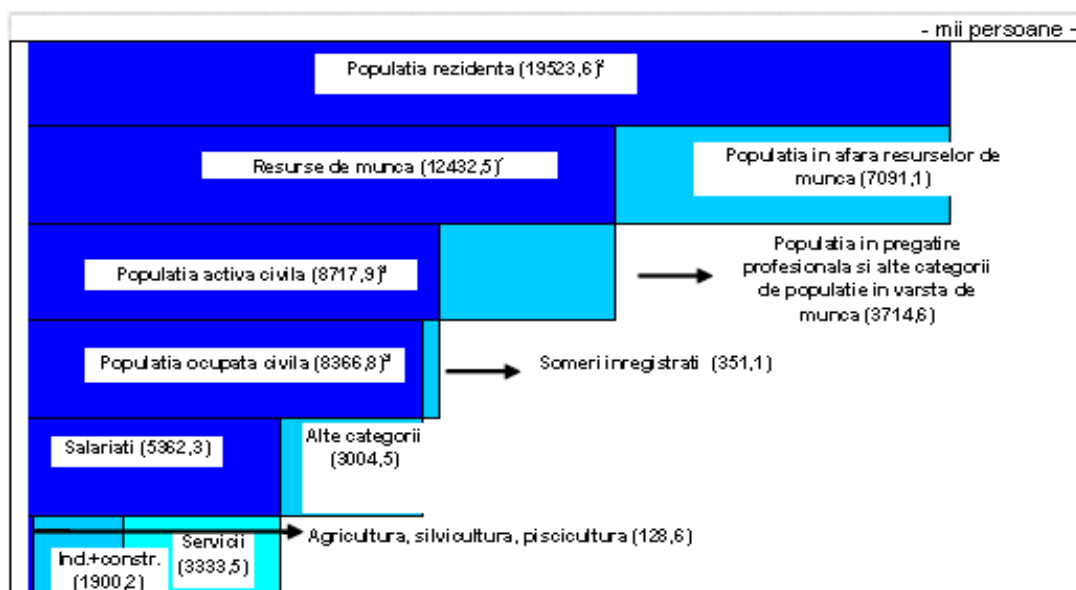 - mii persoane -
Populatia rezidenta (19523,6)
Resurse de munca (12432,5)
Populatia in afara resurselor de
munca (7091,1)
Populatia activa civila (8717,9)
Populatia in pregatire
profesionala si alte categorii
de populatie in varsta de
munca (3714,6)
Populatia ocupata civila (8366,8)
Someri inregistrati (351,1)
Salariati (5362,3)
Alte categorii
(3004,5)
Agricultura, silvicultura, piscicultura (128,6)
Ind.+constr.
(1900,2)
Servicii
(3333,5)